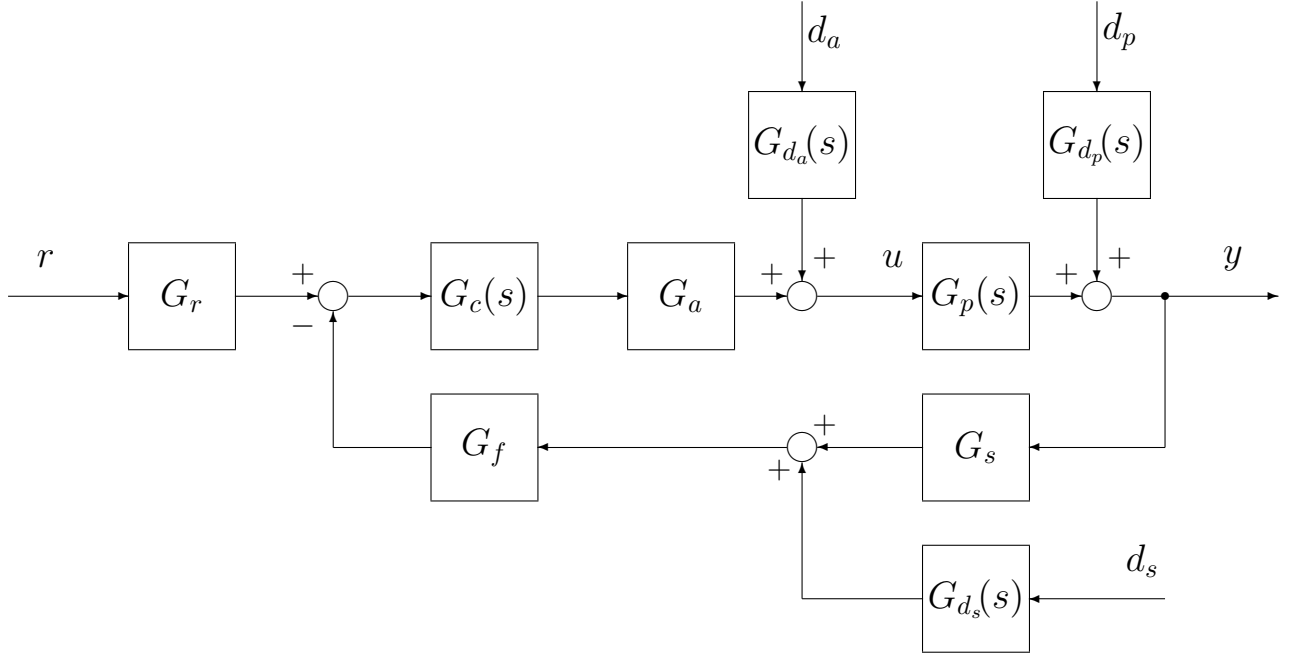 d_a
d_p
G_{d_a}(s)
G_{d_p}(s)
r
G_r
+
−
G_c(s)
G_a
+
+
u
G_p(s)
+
+
y
G_f
+
+
G_s
G_{d_s}(s)
d_s